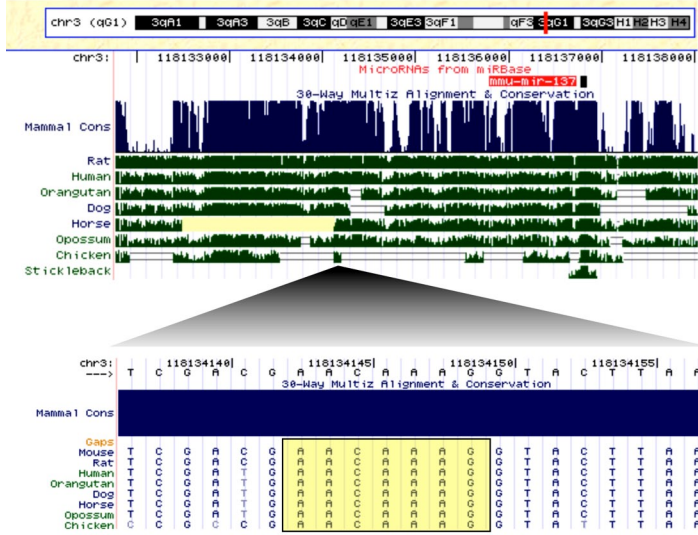 chr3 (qG1) 3qA1 3qA3 3qB 3qC qD qE1 3qE3 3qF1 qF3 3qG1 3qG3 H1 H2 H3 H4
chr3: 118133000| 118134000| 118135000| 118136000| 118137000| 118138000|
MicroRNAs from miRBase
mmu-mir-137
30-Way Multiz Alignment & Conservation
Mammal Cons
Rat
Human
Orangutan
Dog
Horse
Opossum
Chicken
Stickleback
chr3: 118134140| 118134145| 118134150| 118134155|
---> T C G A C G A A C A A A G G T A C T T A A
30-Way Multiz Alignment & Conservation
Mammal Cons
Gaps
Mouse T C G A C G A A C A A A G G T A C T T A A
Rat T C G A C G A A C A A A G G T A C T T A A
Human T C G A T G A A C A A A G G T A C T T A A
Orangutan T C G A T G A A C A A A G G T A C T T A A
Dog T C G A T G A A C A A A G G T A C T T A A
Horse T C G A T G A A C A A A G G T A C T T A A
Opossum T C G A T G A A C A A A G G T A C T T A A
Chicken C C G C C G A A C A A A G G T A T T T A A